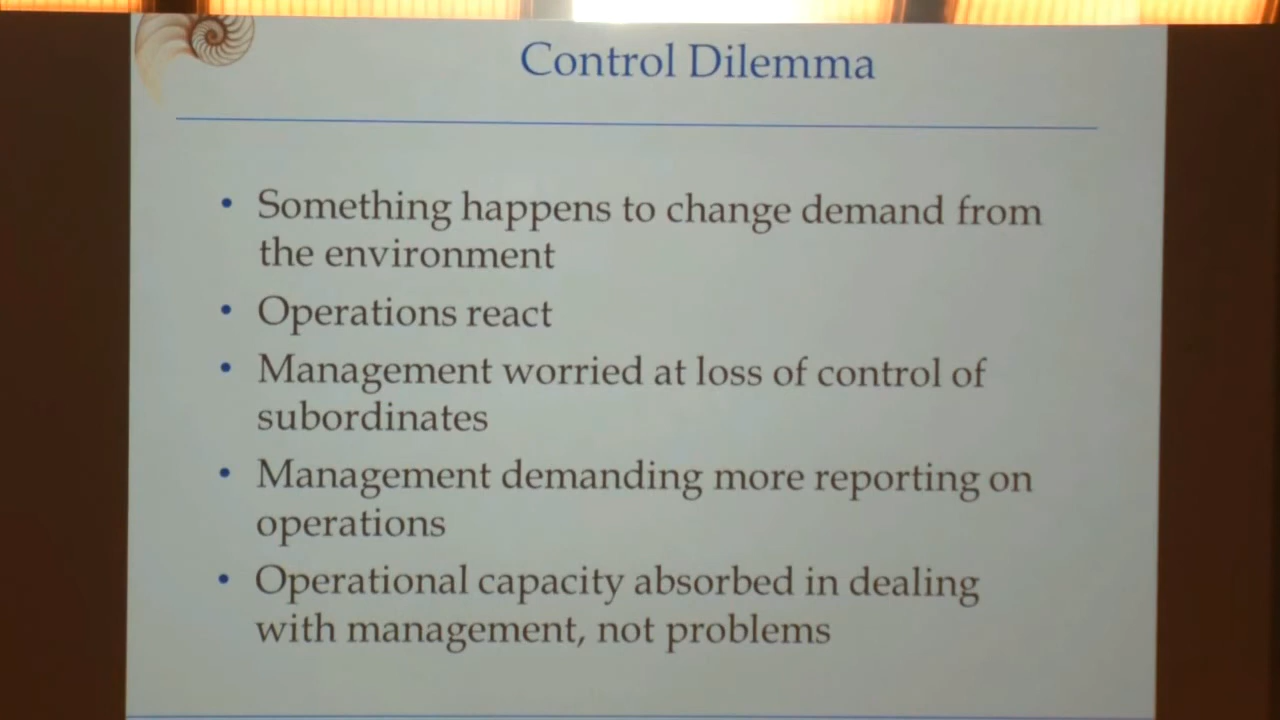 Control Dilemma
• Something happens to change demand from
the environment
• Operations react
• Management worried at loss of control of
subordinates
• Management demanding more reporting on
operations
• Operational capacity absorbed in dealing
with management, not problems